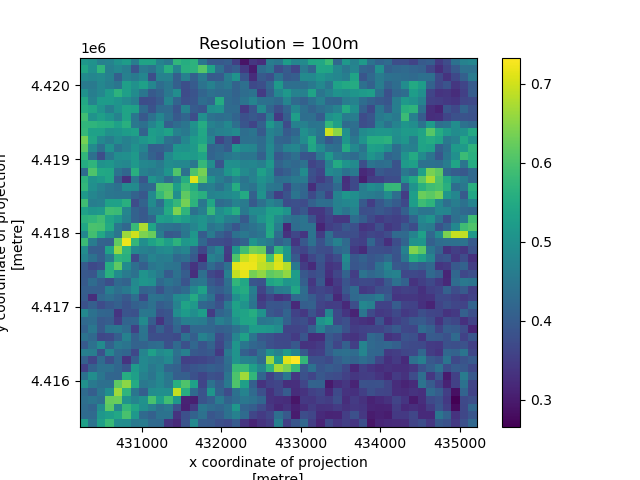 Resolution = 100m
1e6
4.420
4.419
4.418
4.417
4.416
y coordinate of projection
[metre]
431000 432000 433000 434000 435000
x coordinate of projection
[metre]
0.7
0.6
0.5
0.4
0.3